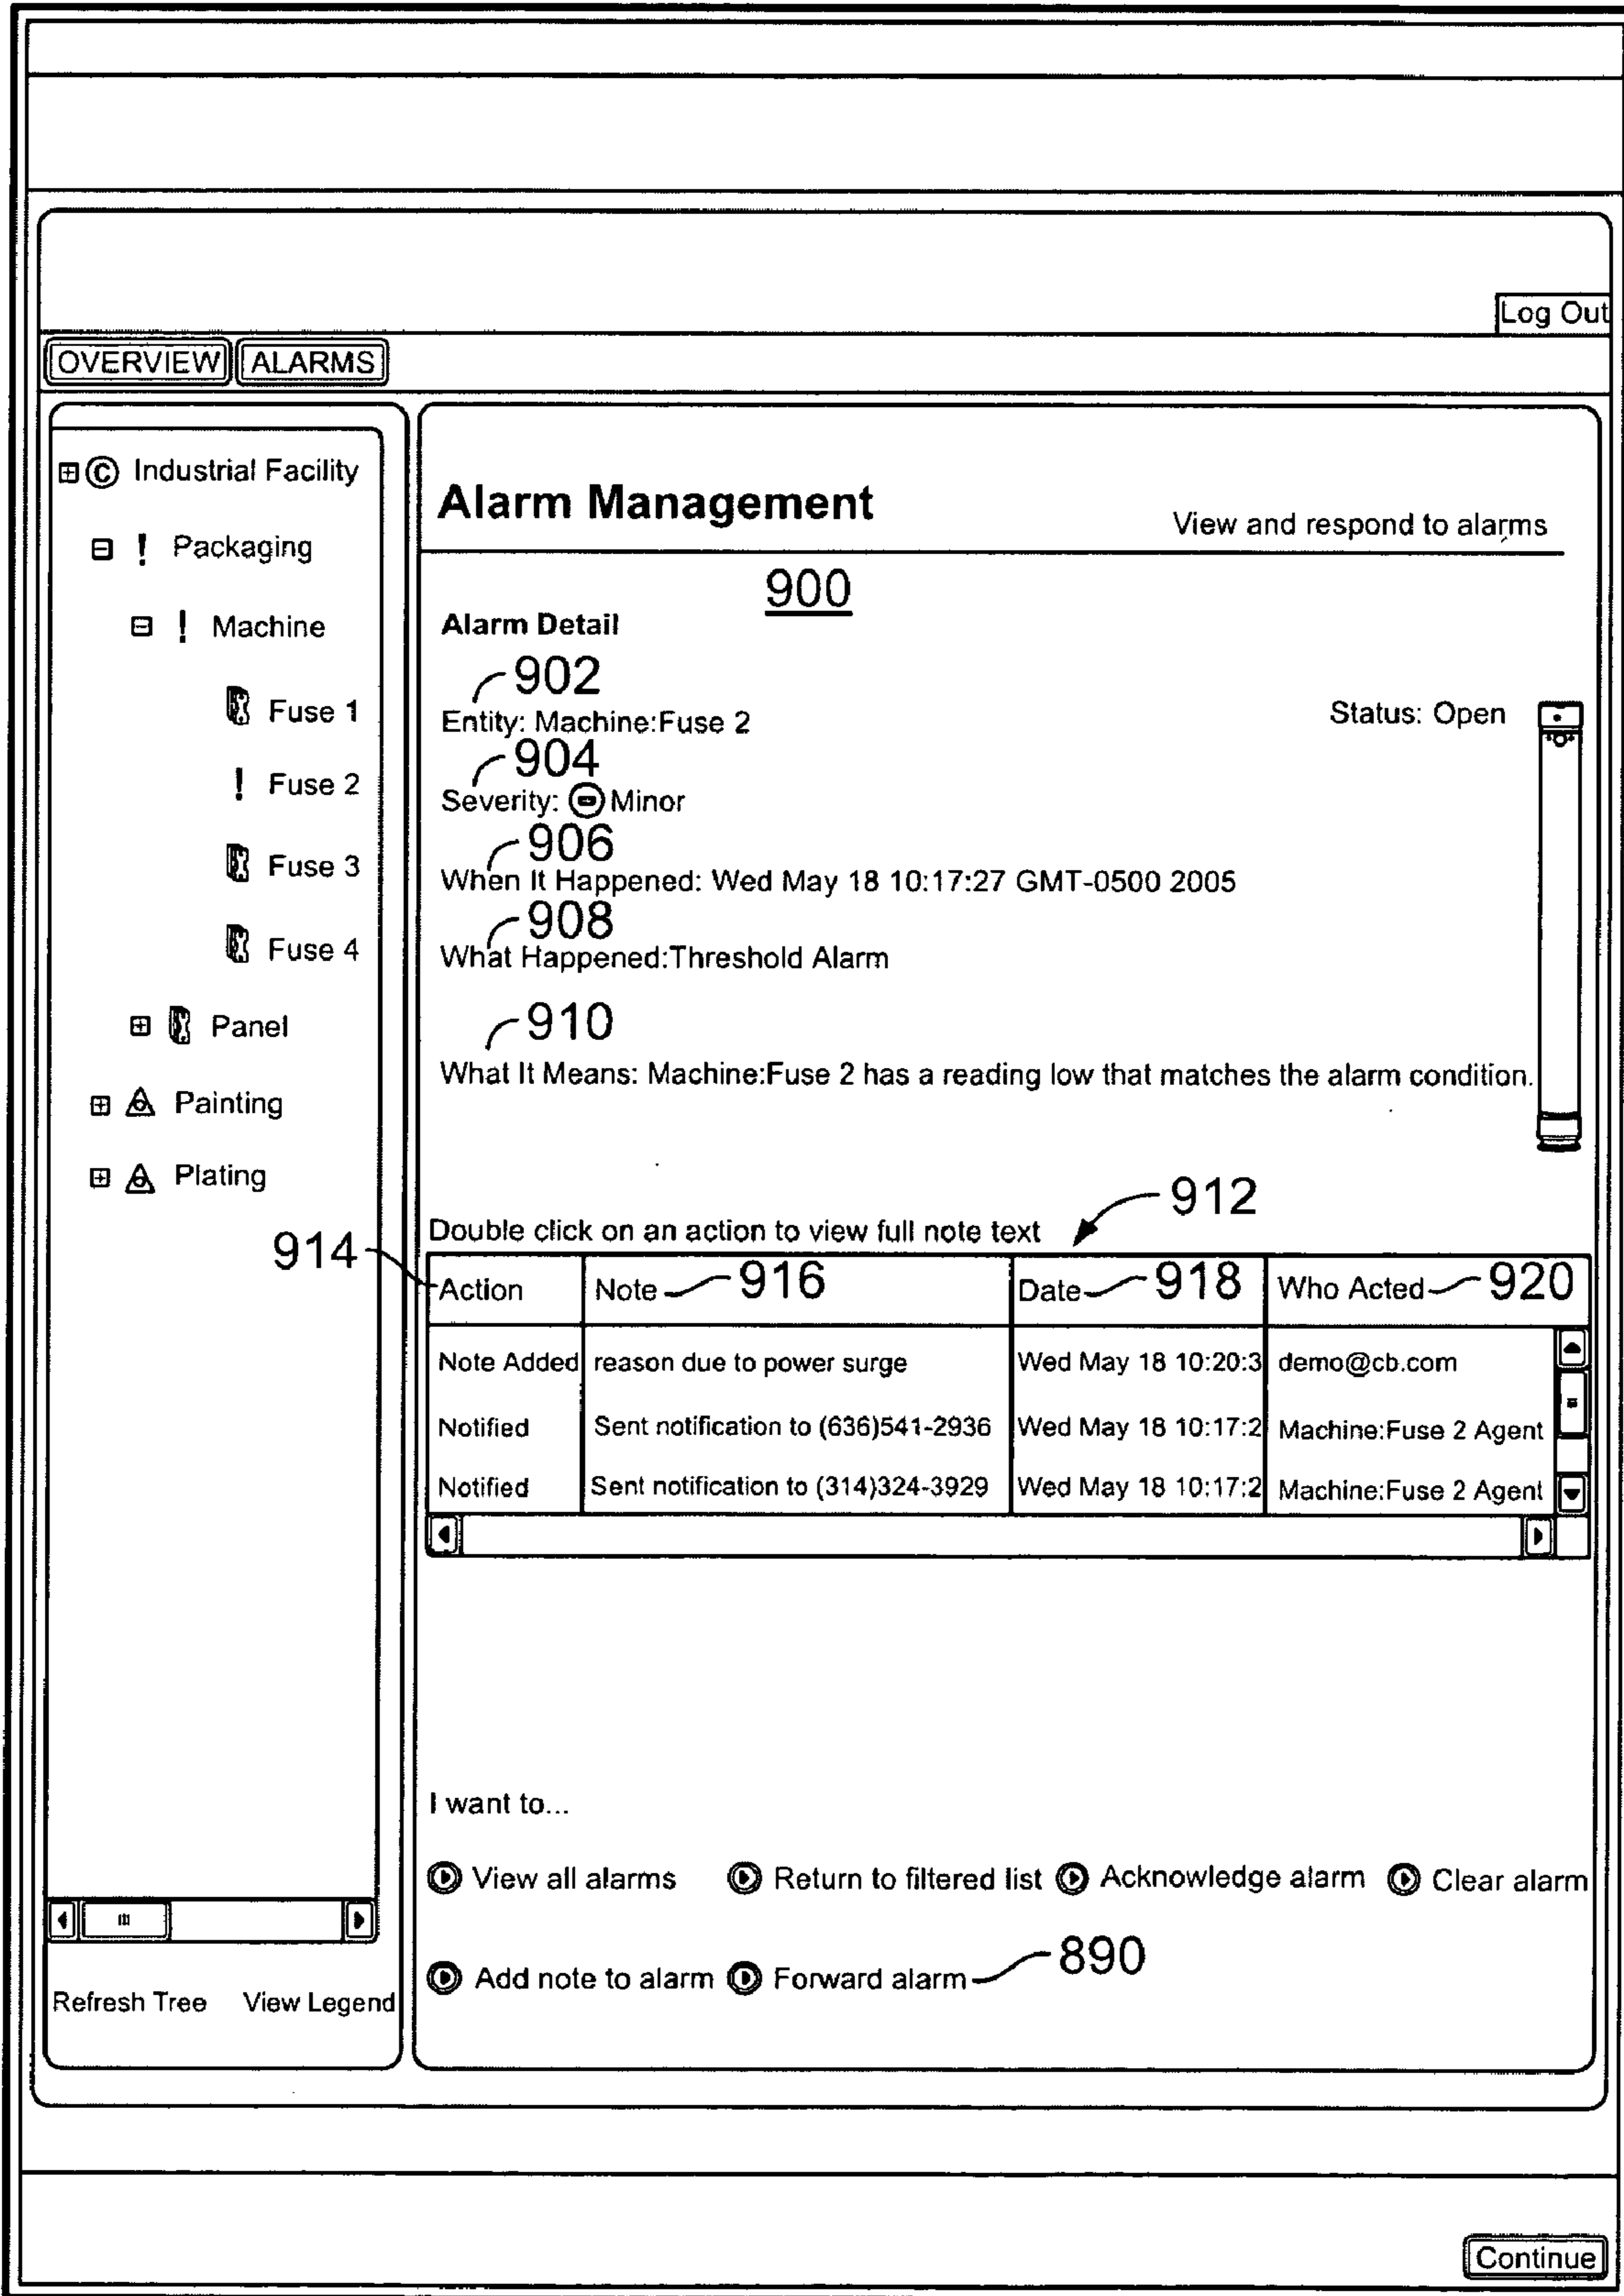 Log Out
OVERVIEW ALARMS
Industrial Facility
! Packaging
! Machine
Fuse 1
! Fuse 2
Fuse 3
Fuse 4
Panel
Painting
Plating
Refresh Tree View Legend
Alarm Management
View and respond to alarms
900
Alarm Detail
902
Entity: Machine:Fuse 2
Status: Open
904
Severity: Minor
906
When It Happened: Wed May 18 10:17:27 GMT-0500 2005
908
What Happened:Threshold Alarm
910
What It Means: Machine:Fuse 2 has a reading low that matches the alarm condition.
912
Double click on an action to view full note text
914
Action Note 916 Date 918 Who Acted 920
Note Added reason due to power surge Wed May 18 10:20:3 demo@cb.com
Notified Sent notification to (636)541-2936 Wed May 18 10:17:2 Machine:Fuse 2 Agent
Notified Sent notification to (314)324-3929 Wed May 18 10:17:2 Machine:Fuse 2 Agent
I want to...
View all alarms Return to filtered list Acknowledge alarm Clear alarm
Add note to alarm Forward alarm 890
Continue